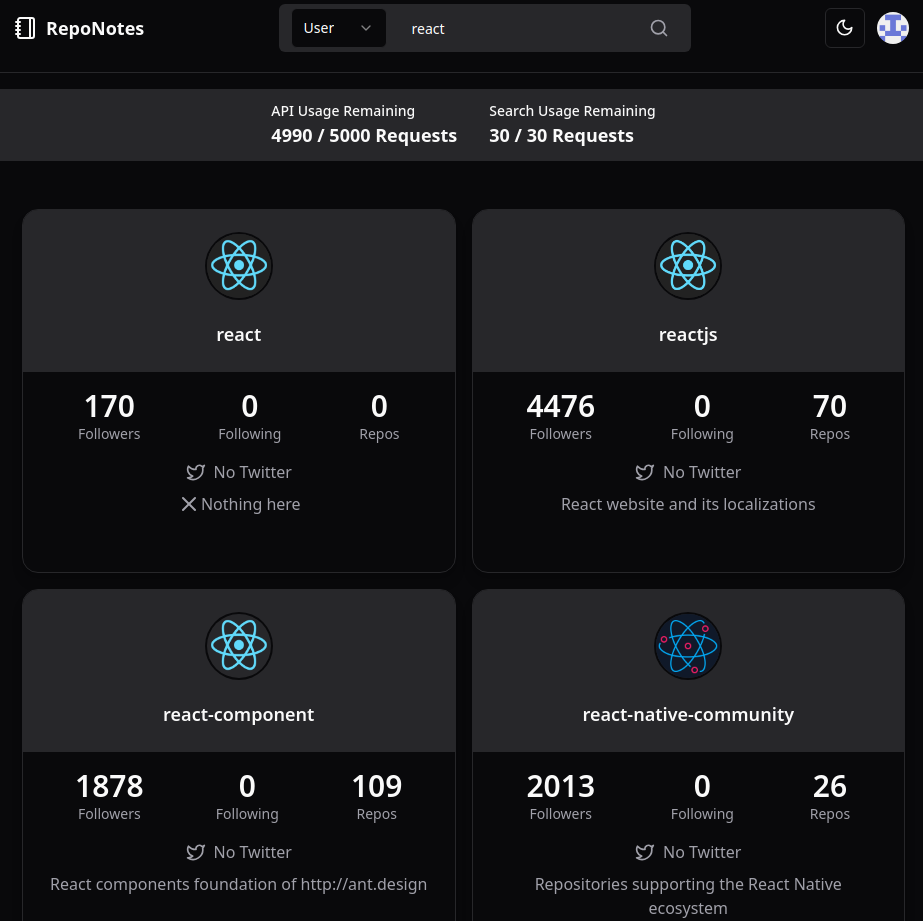 RepoNotes
User
react
API Usage Remaining
4990 / 5000 Requests
Search Usage Remaining
30 / 30 Requests
react
170
Followers
0
Following
0
Repos
No Twitter
Nothing here
reactjs
4476
Followers
0
Following
70
Repos
No Twitter
React website and its localizations
react-component
1878
Followers
0
Following
109
Repos
No Twitter
React components foundation of http://ant.design
react-native-community
2013
Followers
0
Following
26
Repos
No Twitter
Repositories supporting the React Native
ecosystem